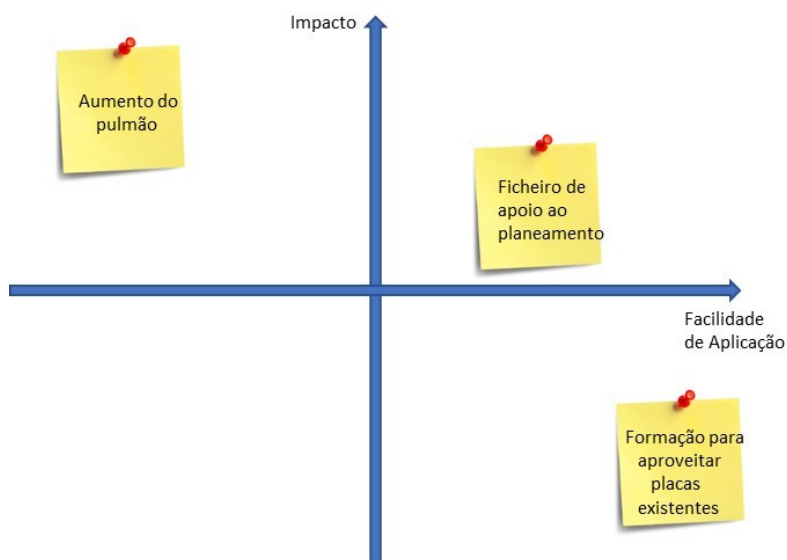 Impacto
Aumento do
pulmão
Ficheiro de
apoio ao
planeamento
Facilidade
de Aplicação
Formação para
aproveitar
placas
existentes